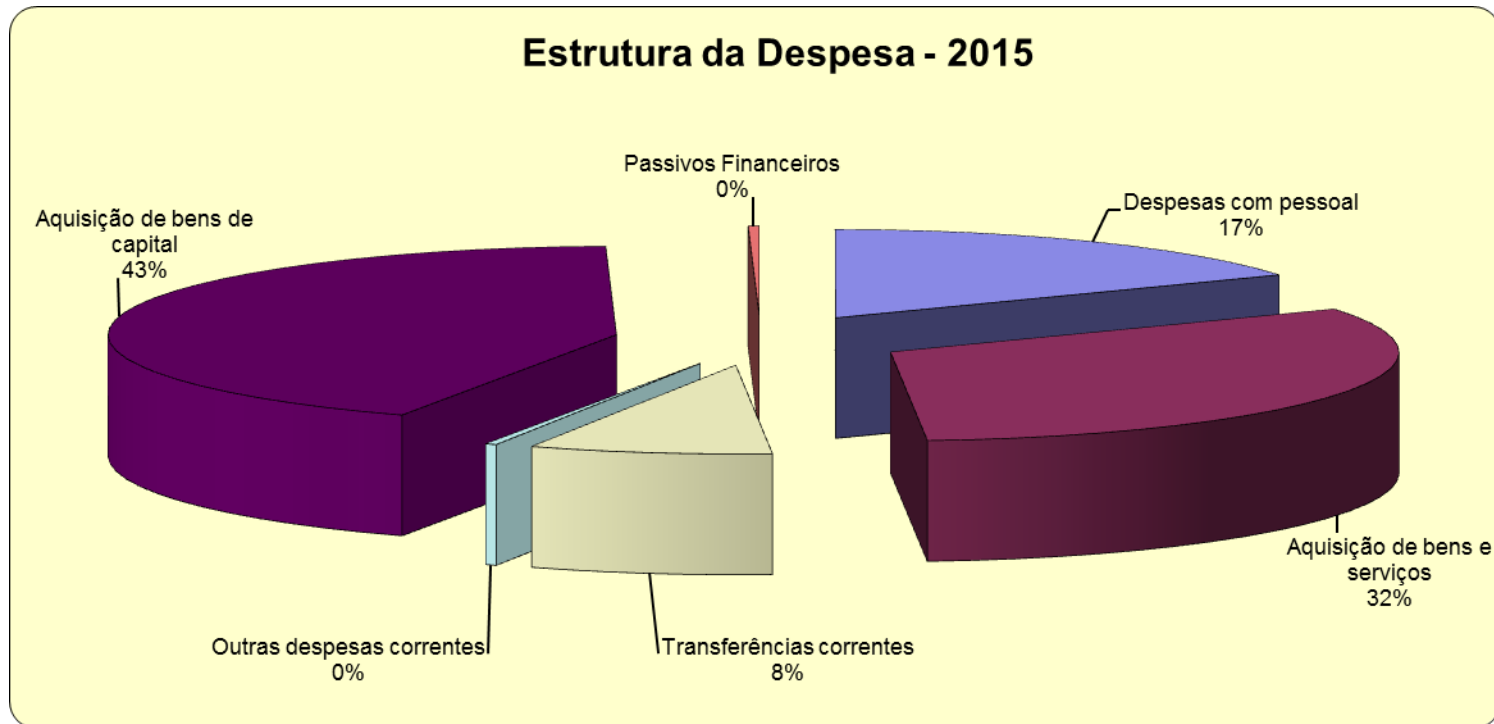 Estrutura da Despesa - 2015
Passivos Financeiros
0%
Despesas com pessoal
17%
Aquisição de bens de
capital
43%
Aquisição de bens e
serviços
32%
Outras despesas correntes
0%
Transferências correntes
8%